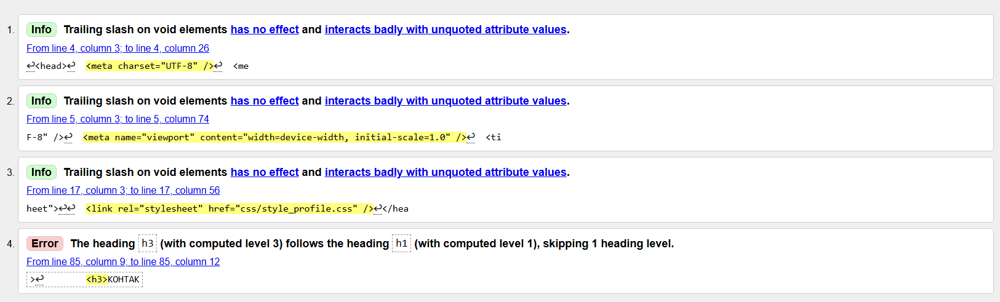 1. Info Trailing slash on void elements has no effect and interacts badly with unquoted attribute values.
From line 4, column 3; to line 4, column 26
↩<head>↩  <meta charset="UTF-8" />↩  <me
2. Info Trailing slash on void elements has no effect and interacts badly with unquoted attribute values.
From line 5, column 3; to line 5, column 74
F-8" />↩  <meta name="viewport" content="width=device-width, initial-scale=1.0" />↩  <ti
3. Info Trailing slash on void elements has no effect and interacts badly with unquoted attribute values.
From line 17, column 3; to line 17, column 56
heet">↩↩  <link rel="stylesheet" href="css/style_profile.css" />↩</hea
4. Error The heading h3 (with computed level 3) follows the heading h1 (with computed level 1), skipping 1 heading level.
From line 85, column 9; to line 85, column 12
>↩        <h3>КОНТАК